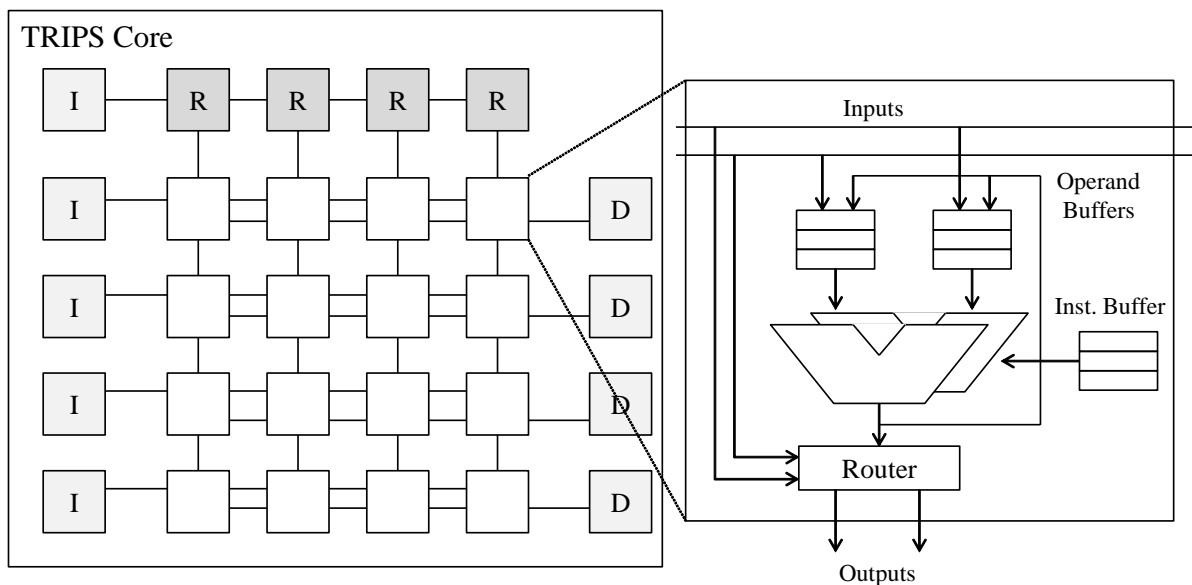 TRIPS Core
I R R R R
I D
I D
I D
I D
Inputs
Operand
Buffers
Inst. Buffer
Router
Outputs